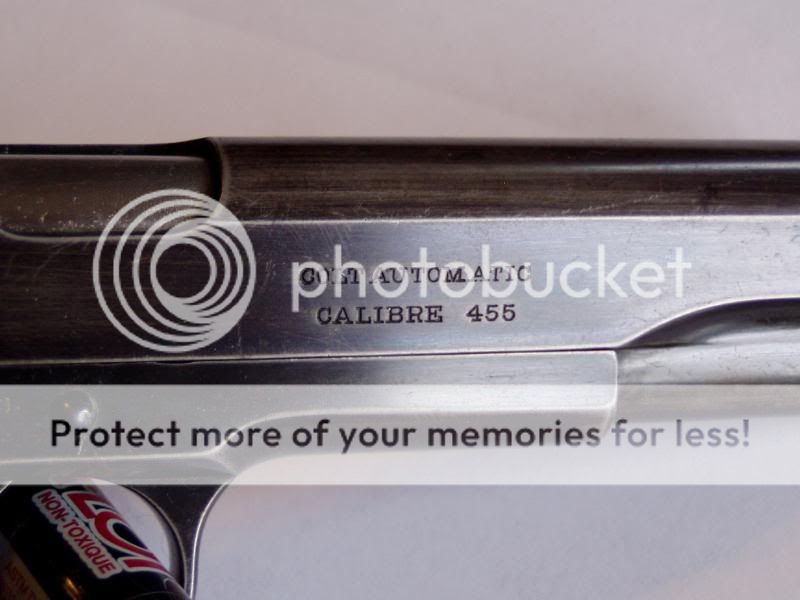 COLT AUTOMATIC
CALIBRE 455
photobucket
Protect more of your memories for less!
NON-TOXIQUE